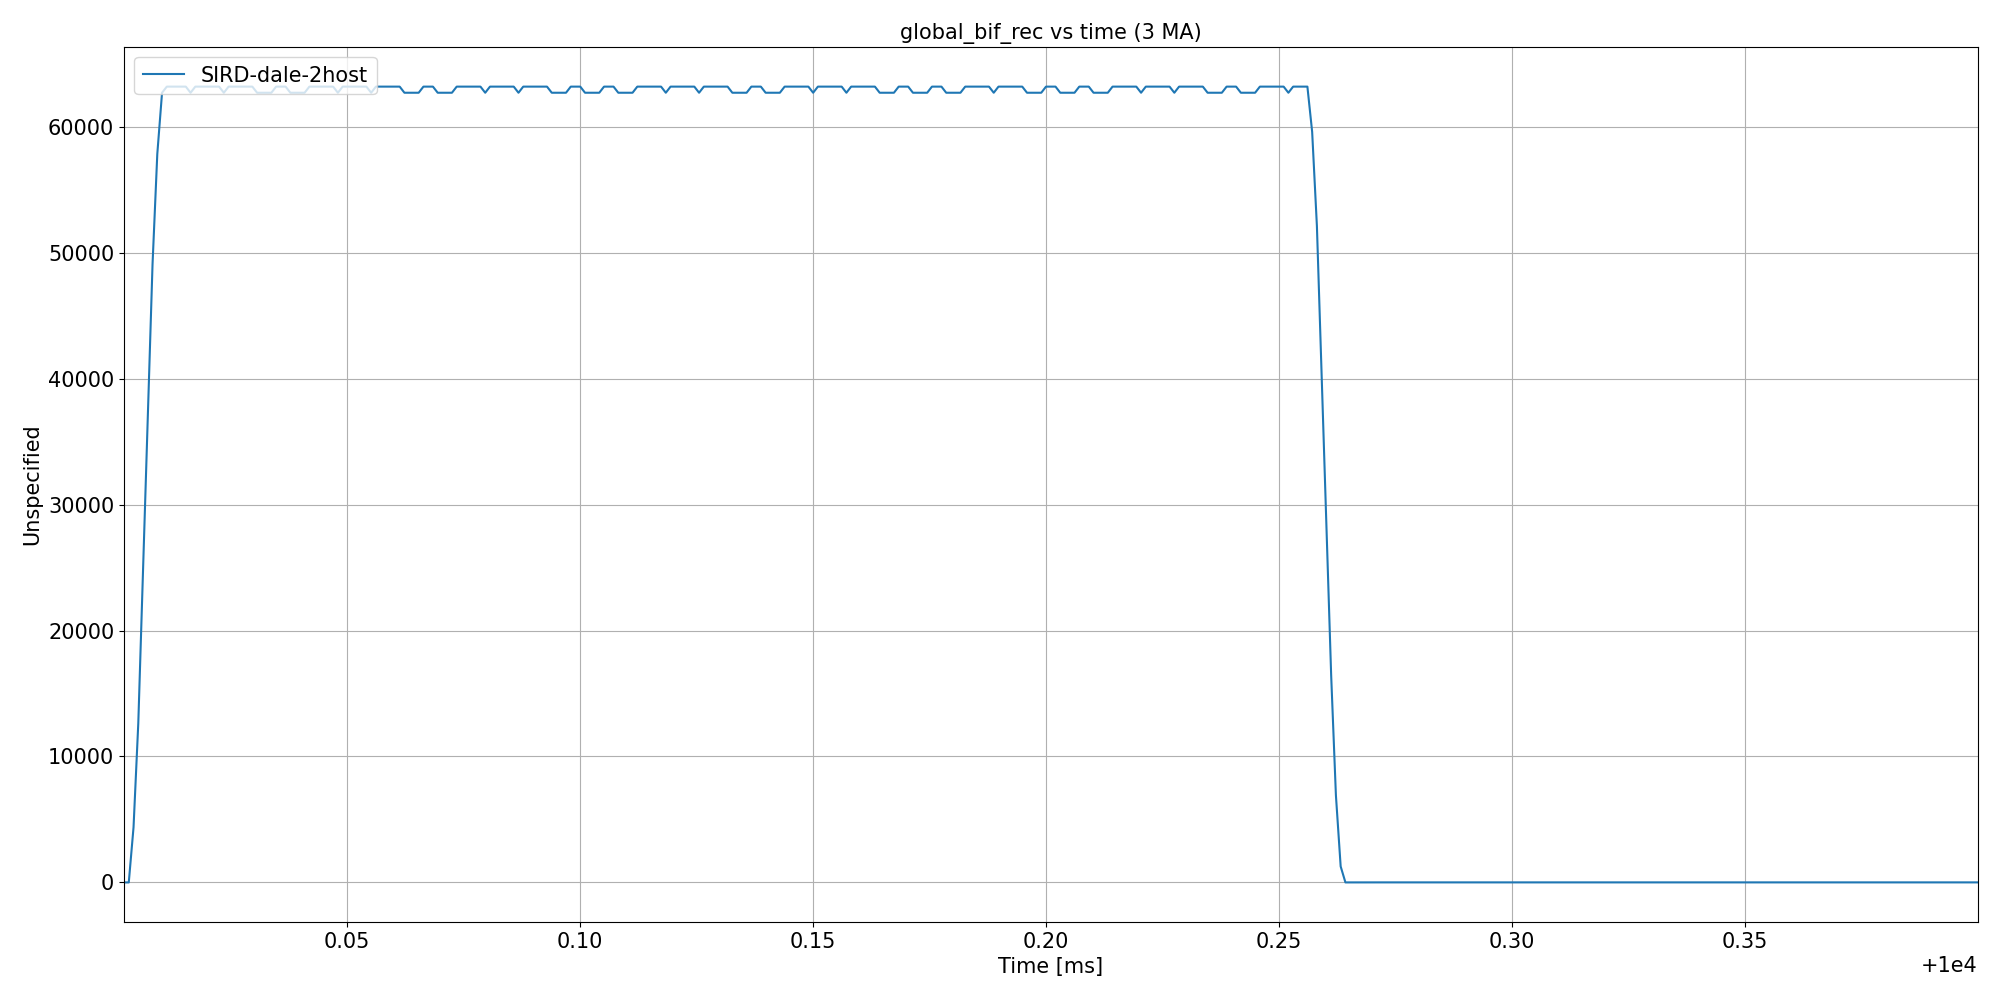 global_bif_rec vs time (3 MA)
SIRD-dale-2host
60000
50000
40000
30000
20000
10000
0
Unspecified
0.05 0.10 0.15 0.20 0.25 0.30 0.35
Time [ms]
+1e4